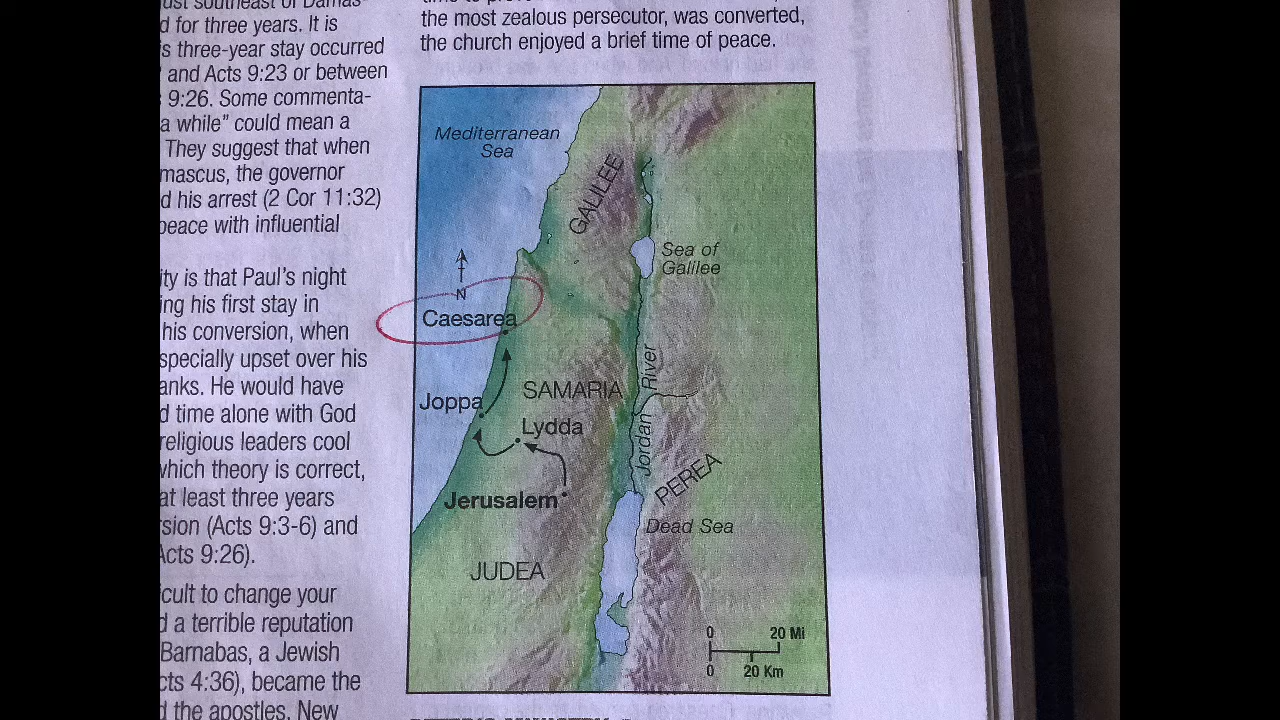 just southeast of Damas-
d for three years. It is
s three-year stay occurred
and Acts 9:23 or between
9:26. Some commenta-
a while" could mean a
They suggest that when
mascus, the governor
d his arrest (2 Cor 11:32)
peace with influential
ity is that Paul's night
ing his first stay in
his conversion, when
specially upset over his
anks. He would have
d time alone with God
religious leaders cool
which theory is correct,
at least three years
sion (Acts 9:3-6) and
Acts 9:26).
cult to change your
d a terrible reputation
Barnabas, a Jewish
cts 4:36), became the
d the apostles. New
the most zealous persecutor, was converted,
the church enjoyed a brief time of peace.
Mediterranean
Sea
GALILEE
Sea of
Galilee
N
Caesarea
SAMARIA
Jordan River
Joppa
Lydda
PEREA
Jerusalem
Dead Sea
JUDEA
0 20 Mi
0 20 Km